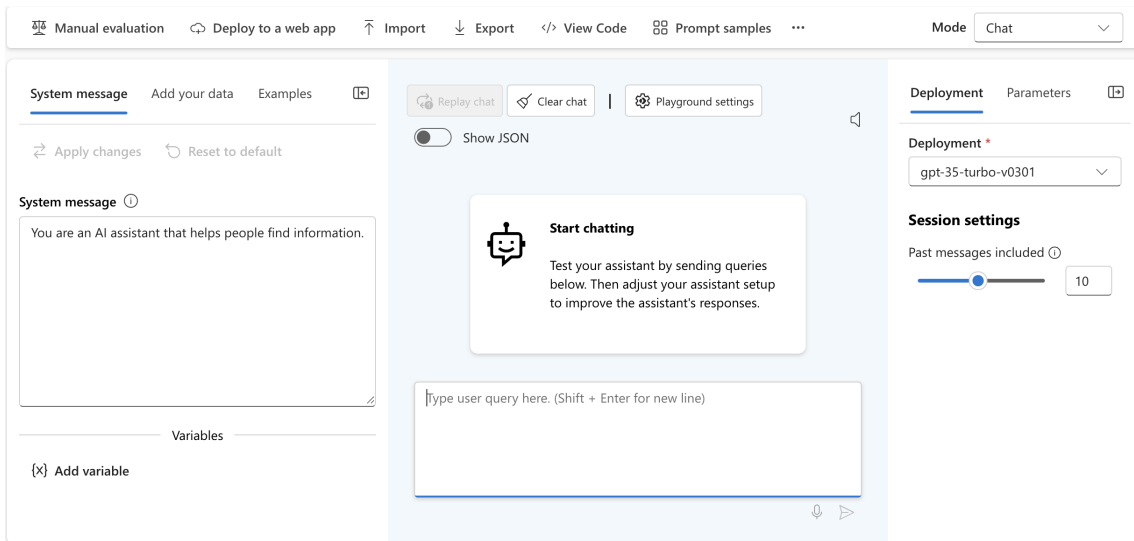 Manual evaluation Deploy to a web app Import Export View Code Prompt samples ... Mode Chat
System message Add your data Examples
Apply changes Reset to default
System message
You are an AI assistant that helps people find information.
Variables
{x} Add variable
Replay chat Clear chat | Playground settings
Show JSON
Start chatting
Test your assistant by sending queries
below. Then adjust your assistant setup
to improve the assistant's responses.
Type user query here. (Shift + Enter for new line)
Deployment Parameters
Deployment *
gpt-35-turbo-v0301
Session settings
Past messages included
10